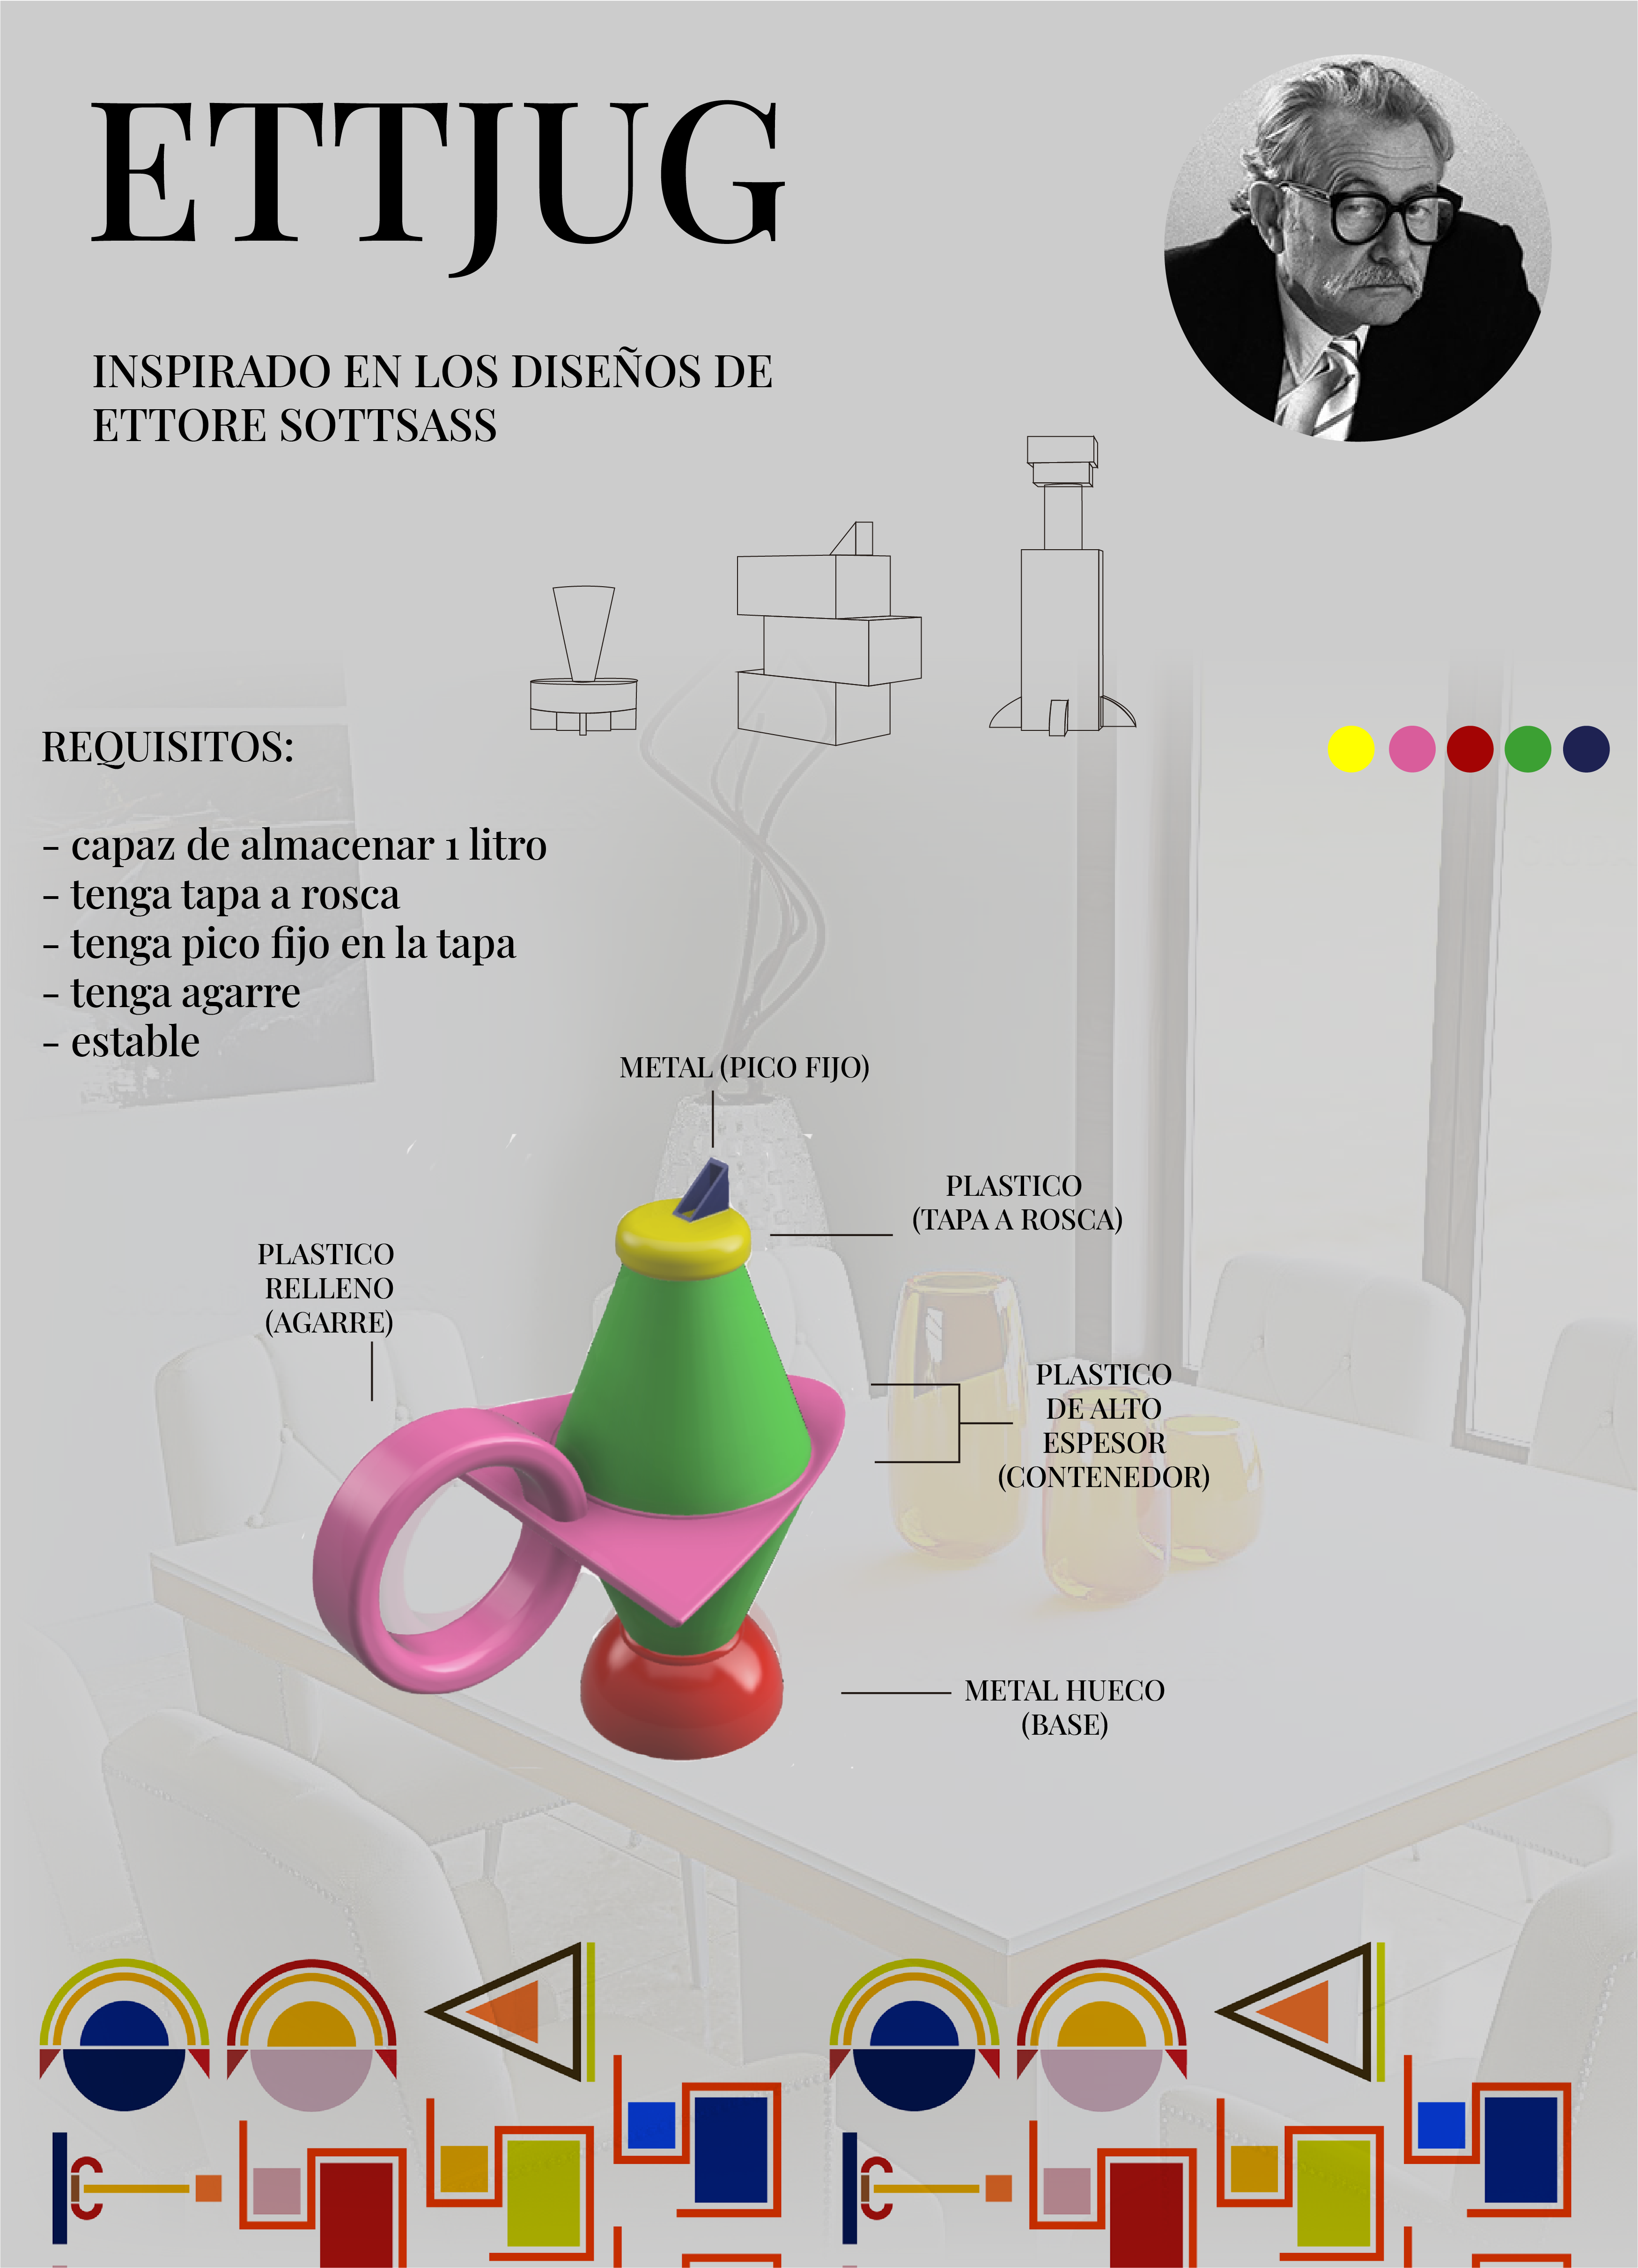 ETTJUG
INSPIRADO EN LOS DISEÑOS DE
ETTORE SOTTSASS
REQUISITOS:
- capaz de almacenar 1 litro
- tenga tapa a rosca
- tenga pico fijo en la tapa
- tenga agarre
- estable
METAL (PICO FIJO)
PLASTICO
(TAPA A ROSCA)
PLASTICO
RELLENO
(AGARRE)
PLASTICO
DE ALTO
ESPESOR
(CONTENEDOR)
METAL HUECO
(BASE)